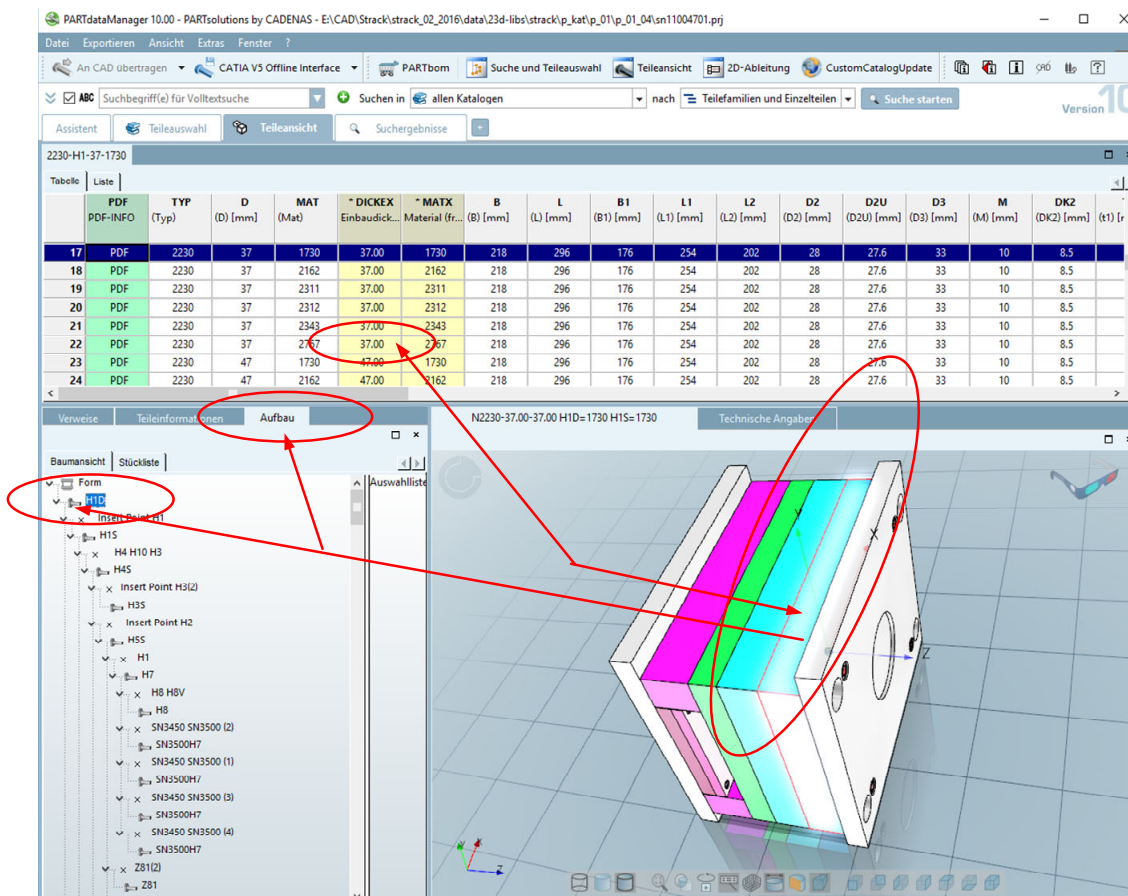 PARTdataManager 10.00 - PARTsolutions by CADENAS - E:\CAD\Strack\strack_02_2016\data\23d-libs\strack\p_kat\p_01\p_01_04\sn11004701.prj
Datei Exportieren Ansicht Extras Fenster ?
An CAD übertragen CATIA V5 Offline Interface PARTbom Suche und Teileauswahl Teileansicht 2D-Ableitung CustomCatalogUpdate
ABC Suchbegriff(e) für Volltextsuche Suchen in allen Katalogen nach Teilefamilien und Einzelteilen Suche starten
Version 10
Assistent Teileauswahl Teileansicht Suchergebnisse +
2230-H1-37-1730
Tabelle Liste
PDF TYP D MAT * DICKEX * MATX B L B1 L1 L2 D2 D2U D3 M DK2
PDF-INFO (Typ) (D) [mm] (Mat) Einbaudick... Material (fr... (B) [mm] (L) [mm] (B1) [mm] (L1) [mm] (L2) [mm] (D2) [mm] (D2U) [mm] (D3) [mm] (M) [mm] (DK2) [mm] (t1) [r
17 PDF 2230 37 1730 37.00 1730 218 296 176 254 202 28 27.6 33 10 8.5
18 PDF 2230 37 2162 37.00 2162 218 296 176 254 202 28 27.6 33 10 8.5
19 PDF 2230 37 2311 37.00 2311 218 296 176 254 202 28 27.6 33 10 8.5
20 PDF 2230 37 2312 37.00 2312 218 296 176 254 202 28 27.6 33 10 8.5
21 PDF 2230 37 2343 37.00 2343 218 296 176 254 202 28 27.6 33 10 8.5
22 PDF 2230 37 2767 37.00 2767 218 296 176 254 202 28 27.6 33 10 8.5
23 PDF 2230 47 1730 47.00 1730 218 296 176 254 202 28 27.6 33 10 8.5
24 PDF 2230 47 2162 47.00 2162 218 296 176 254 202 28 27.6 33 10 8.5
Verweise Teileinformationen Aufbau
N2230-37.00-37.00 H1D=1730 H1S=1730 Technische Angaben
Baumansicht Stückliste
Auswahlliste
Form
H1D
Insert Point H1
H1S
H4 H10 H3
H4S
Insert Point H3(2)
H3S
Insert Point H2
H5S
H1
H7
H8 H8V
H8
SN3450 SN3500 (2)
SN3500H7
SN3450 SN3500 (1)
SN3500H7
SN3450 SN3500 (3)
SN3500H7
SN3450 SN3500 (4)
SN3500H7
Z81(2)
Z81
Y
X
Z
Y X
Z